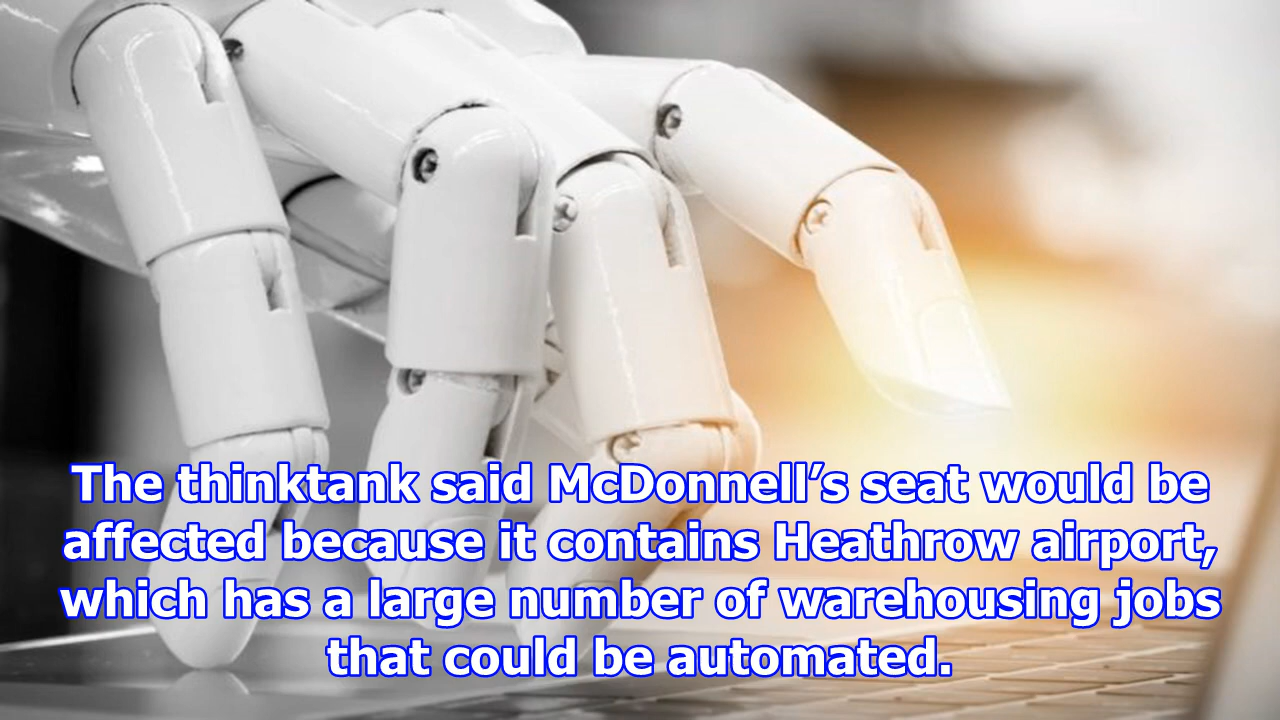 The thinktank said McDonnell’s seat would be
affected because it contains Heathrow airport,
which has a large number of warehousing jobs
that could be automated.